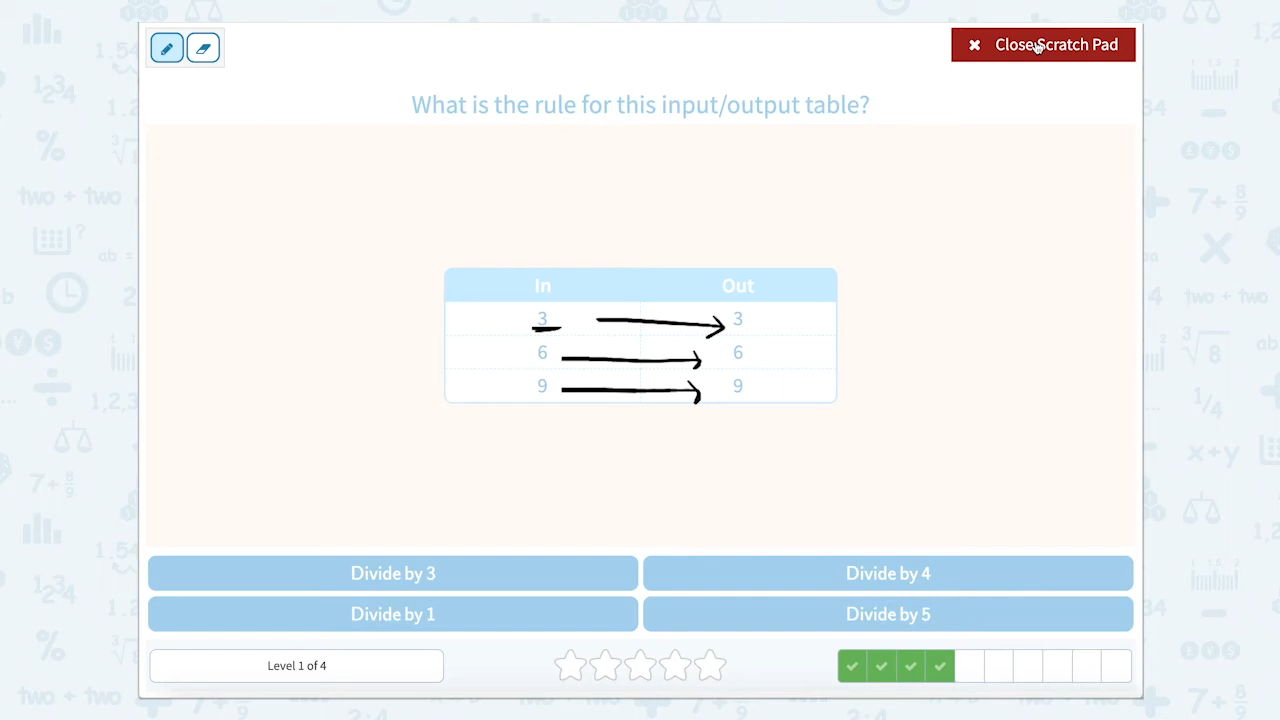 Close Scratch Pad
What is the rule for this input/output table?
In Out
3 3
6 6
9 9
Divide by 3 Divide by 4
Divide by 1 Divide by 5
Level 1 of 4